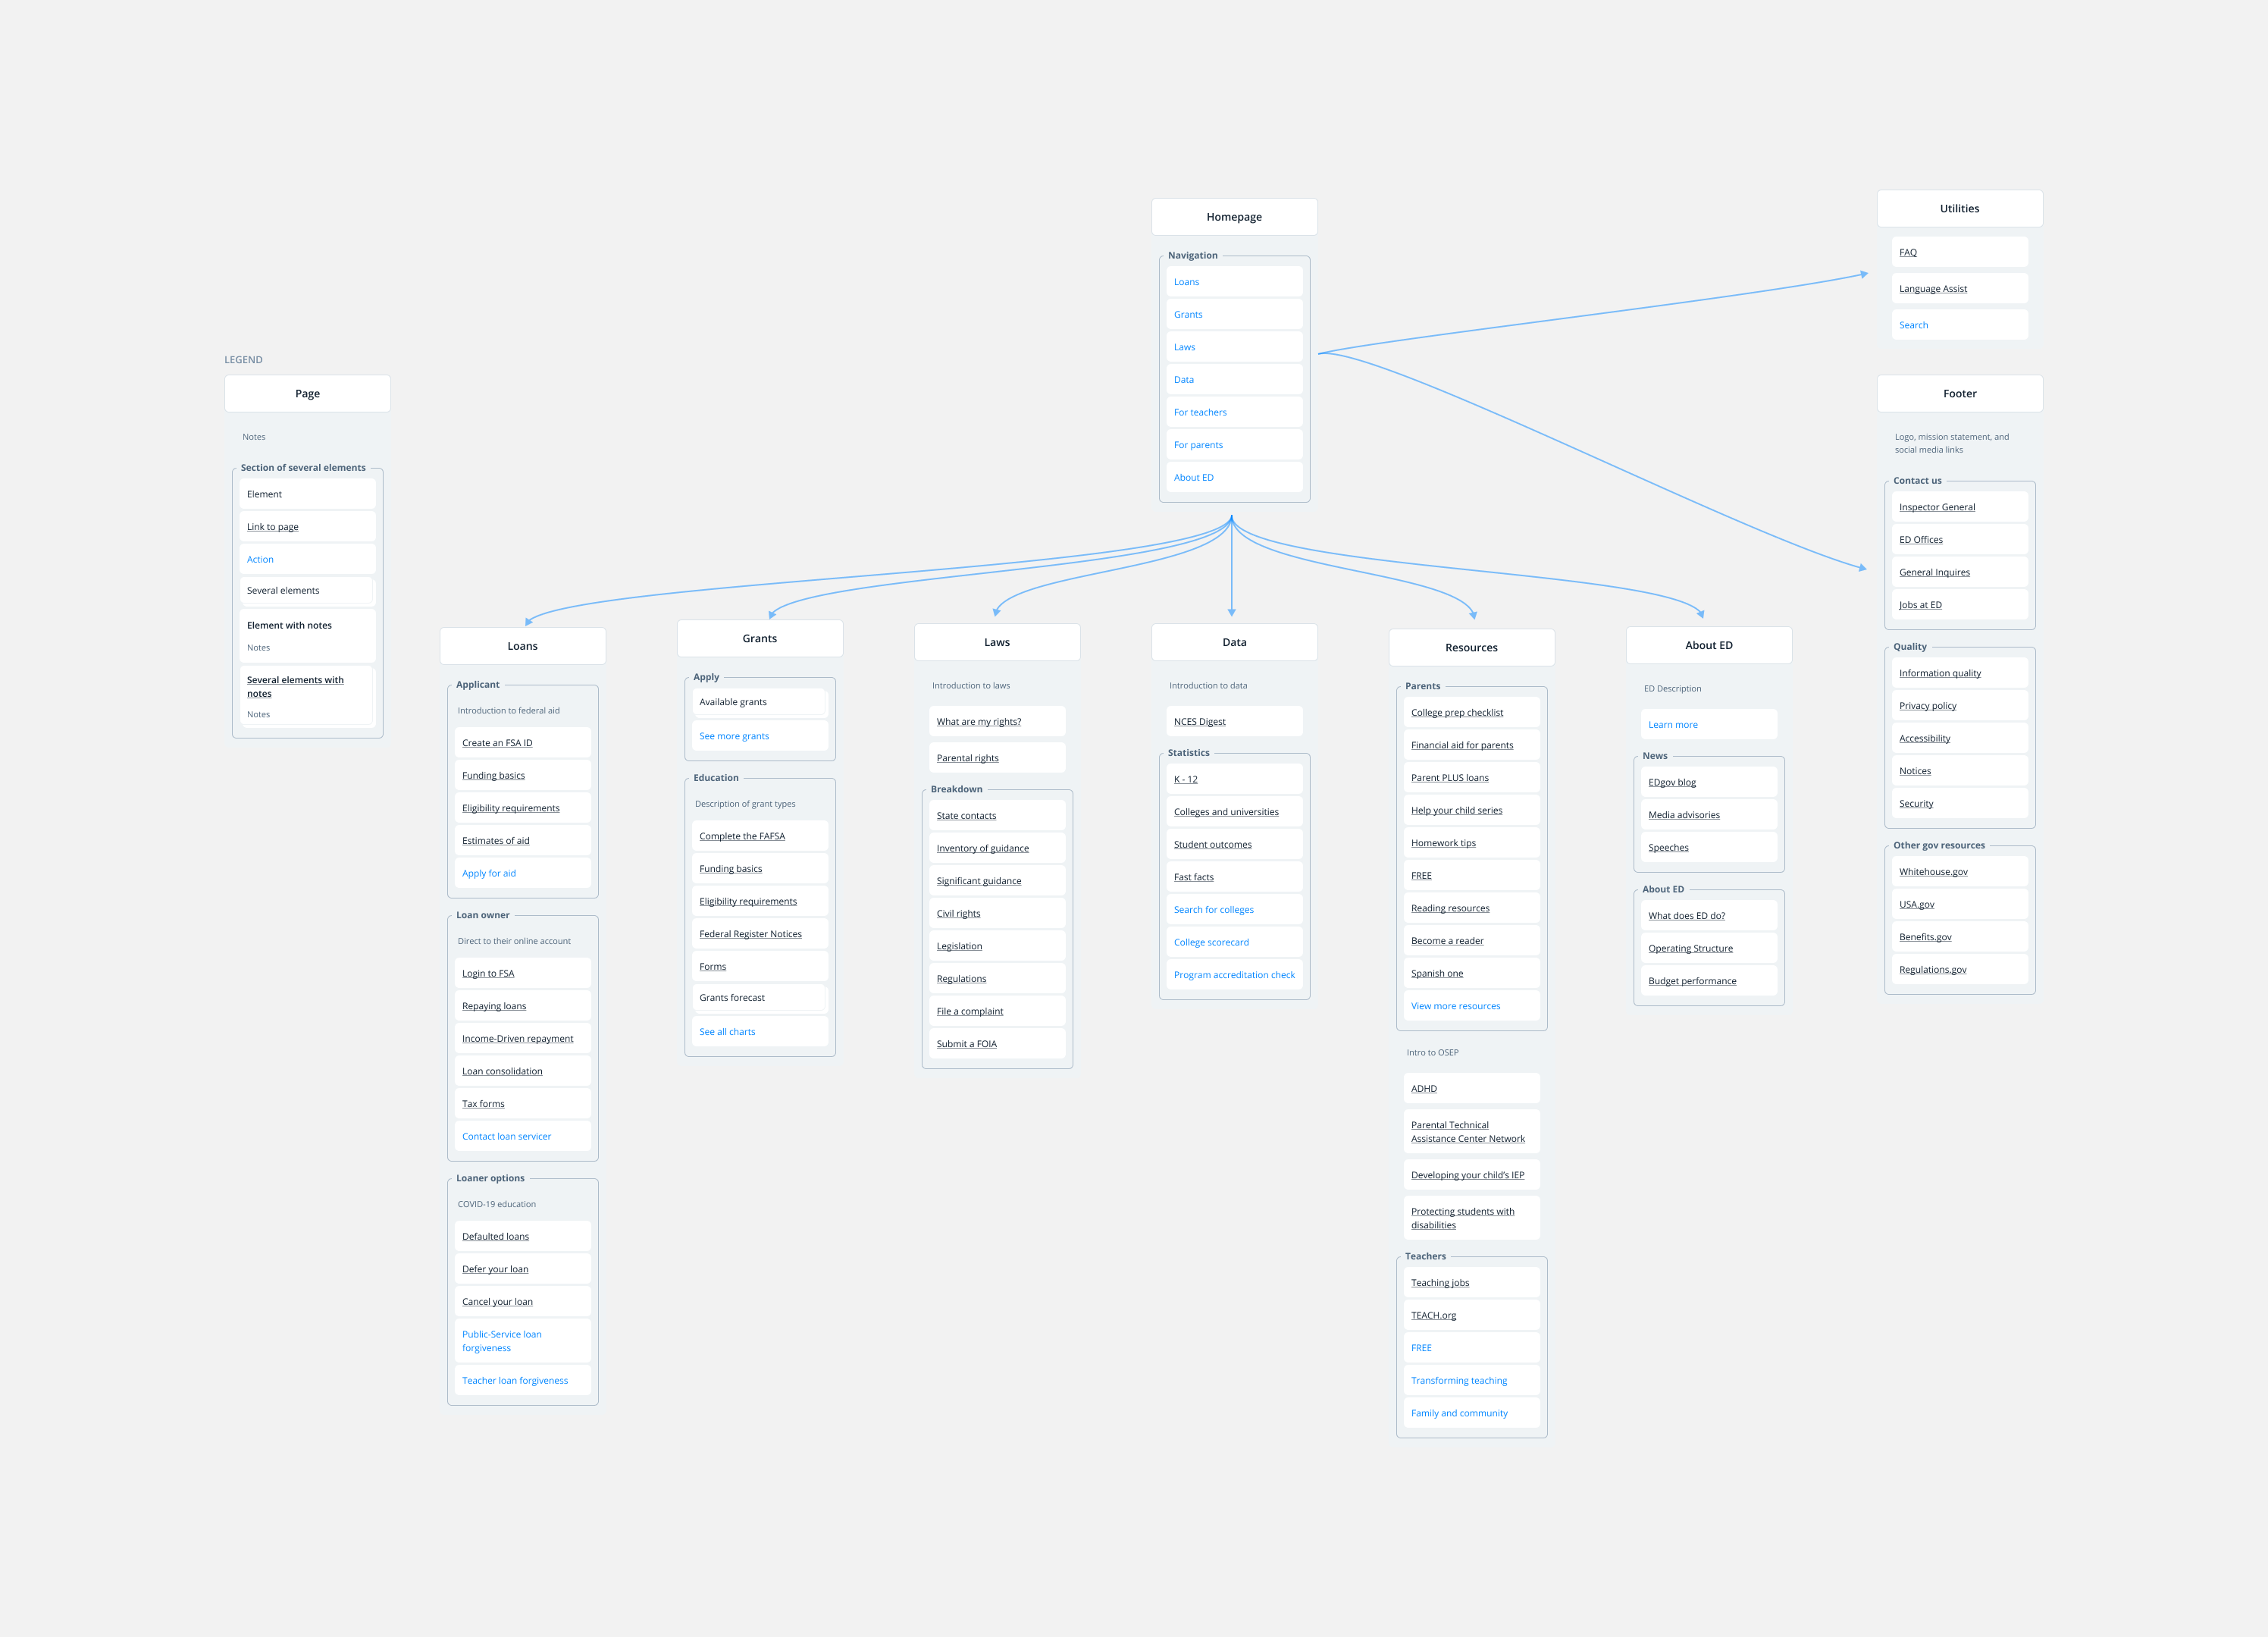 LEGEND
Page
Notes
Section of several elements
Element
Link to page
Action
Several elements
Element with notes
Notes
Several elements with
notes
Notes
Homepage
Navigation
Loans
Grants
Laws
Data
For teachers
For parents
About ED
Utilities
FAQ
Language Assist
Search
Footer
Logo, mission statement, and
social media links
Contact us
Inspector General
ED Offices
General Inquires
Jobs at ED
Quality
Information quality
Privacy policy
Accessibility
Notices
Security
Other gov resources
Whitehouse.gov
USA.gov
Benefits.gov
Regulations.gov
Loans
Applicant
Introduction to federal aid
Create an FSA ID
Funding basics
Eligibility requirements
Estimates of aid
Apply for aid
Loan owner
Direct to their online account
Login to FSA
Repaying loans
Income-Driven repayment
Loan consolidation
Tax forms
Contact loan servicer
Loaner options
COVID-19 education
Defaulted loans
Defer your loan
Cancel your loan
Public-Service loan
forgiveness
Teacher loan forgiveness
Grants
Apply
Available grants
See more grants
Education
Description of grant types
Complete the FAFSA
Funding basics
Eligibility requirements
Federal Register Notices
Forms
Grants forecast
See all charts
Laws
Introduction to laws
What are my rights?
Parental rights
Breakdown
State contacts
Inventory of guidance
Significant guidance
Civil rights
Legislation
Regulations
File a complaint
Submit a FOIA
Data
Introduction to data
NCES Digest
Statistics
K - 12
Colleges and universities
Student outcomes
Fast facts
Search for colleges
College scorecard
Program accreditation check
Resources
Parents
College prep checklist
Financial aid for parents
Parent PLUS loans
Help your child series
Homework tips
FREE
Reading resources
Become a reader
Spanish one
View more resources
Intro to OSEP
ADHD
Parental Technical
Assistance Center Network
Developing your child's IEP
Protecting students with
disabilities
Teachers
Teaching jobs
TEACH.org
FREE
Transforming teaching
Family and community
About ED
ED Description
Learn more
News
EDgov blog
Media advisories
Speeches
About ED
What does ED do?
Operating Structure
Budget performance